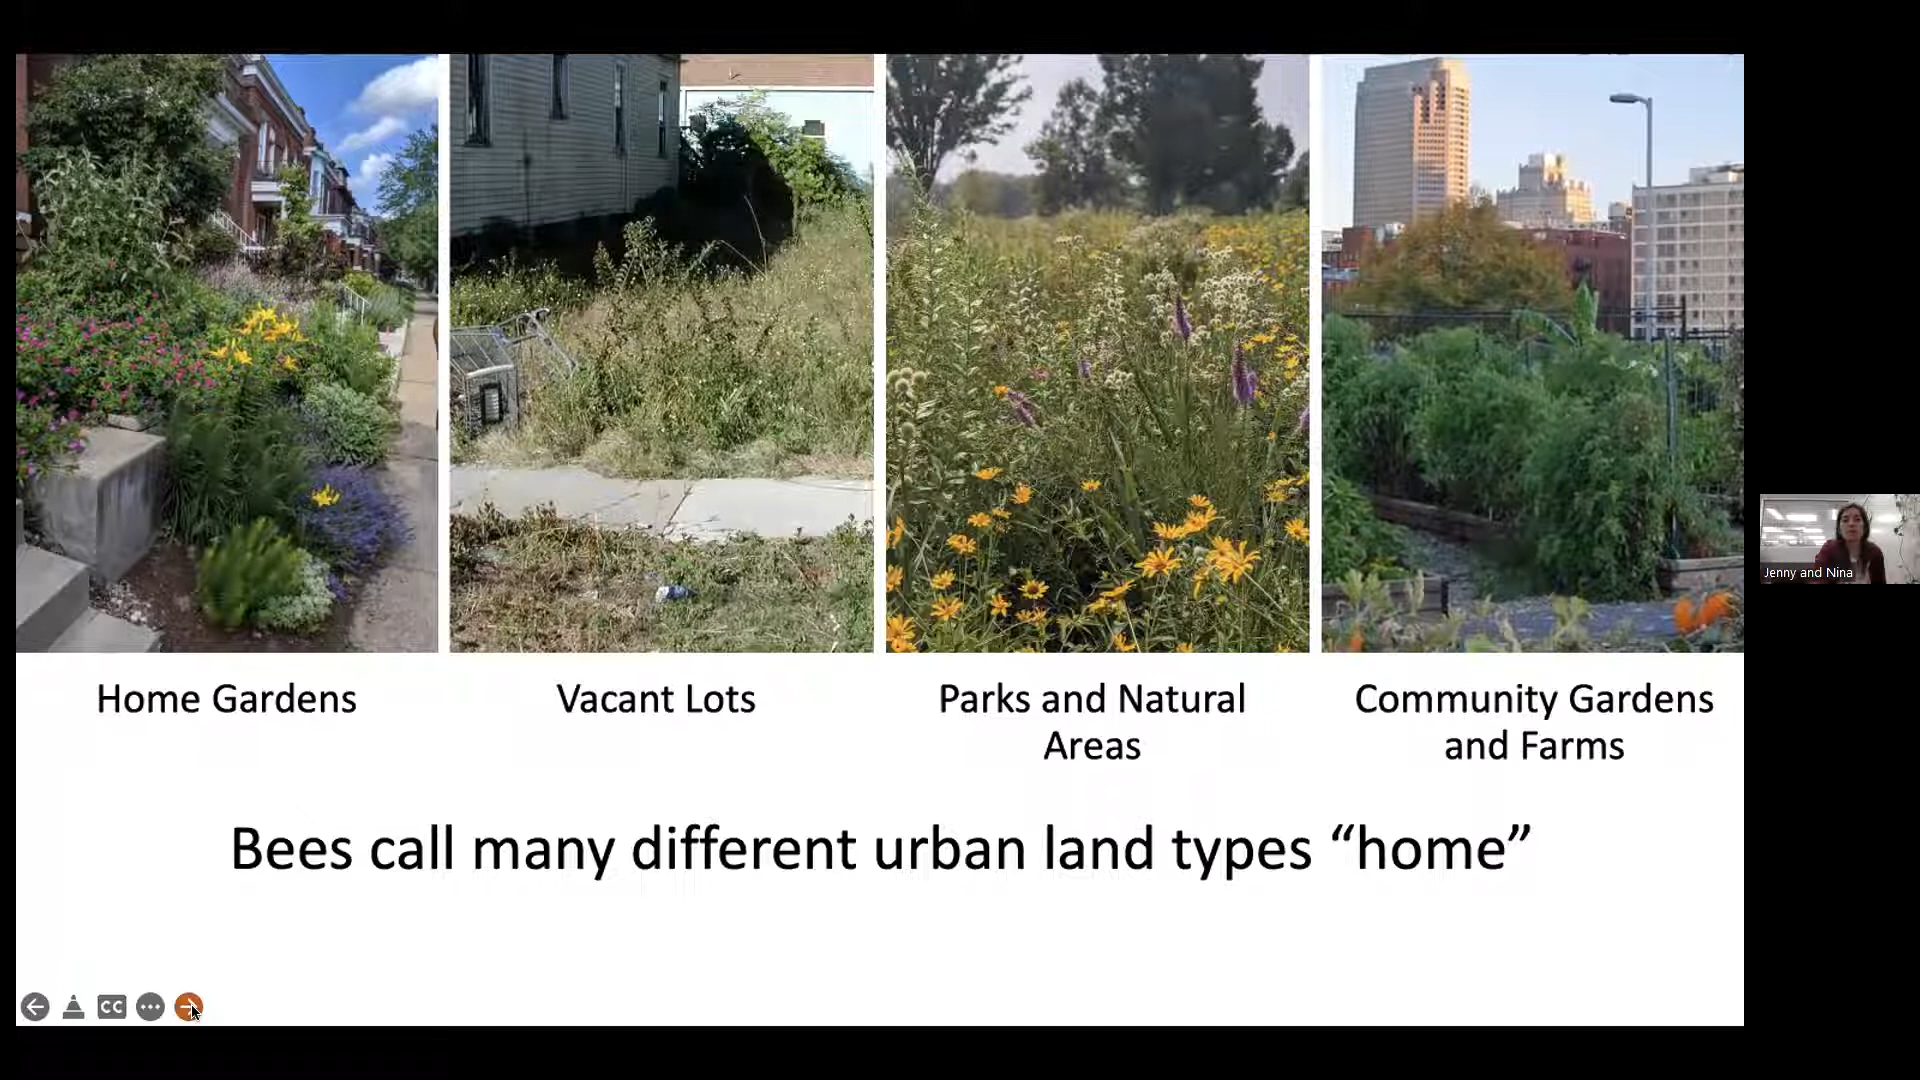 Home Gardens
Vacant Lots
Parks and Natural
Areas
Community Gardens
and Farms
Bees call many different urban land types “home”
CC
Jenny and Nina